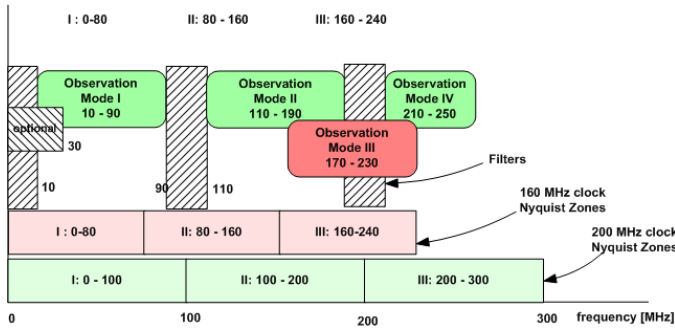 I : 0-80 II: 80 - 160 III: 160 - 240
Observation
Mode I
10 - 90
Observation
Mode II
110 - 190
Observation
Mode IV
210 - 250
optional
Observation
Mode III
170 - 230
30
Filters
10 90 110
160 MHz clock
Nyquist Zones
I : 0-80 II: 80 - 160 III: 160-240
200 MHz clock
Nyquist Zones
I: 0 - 100 II: 100 - 200 III: 200 - 300
0 100 200 300 frequency [MHz]